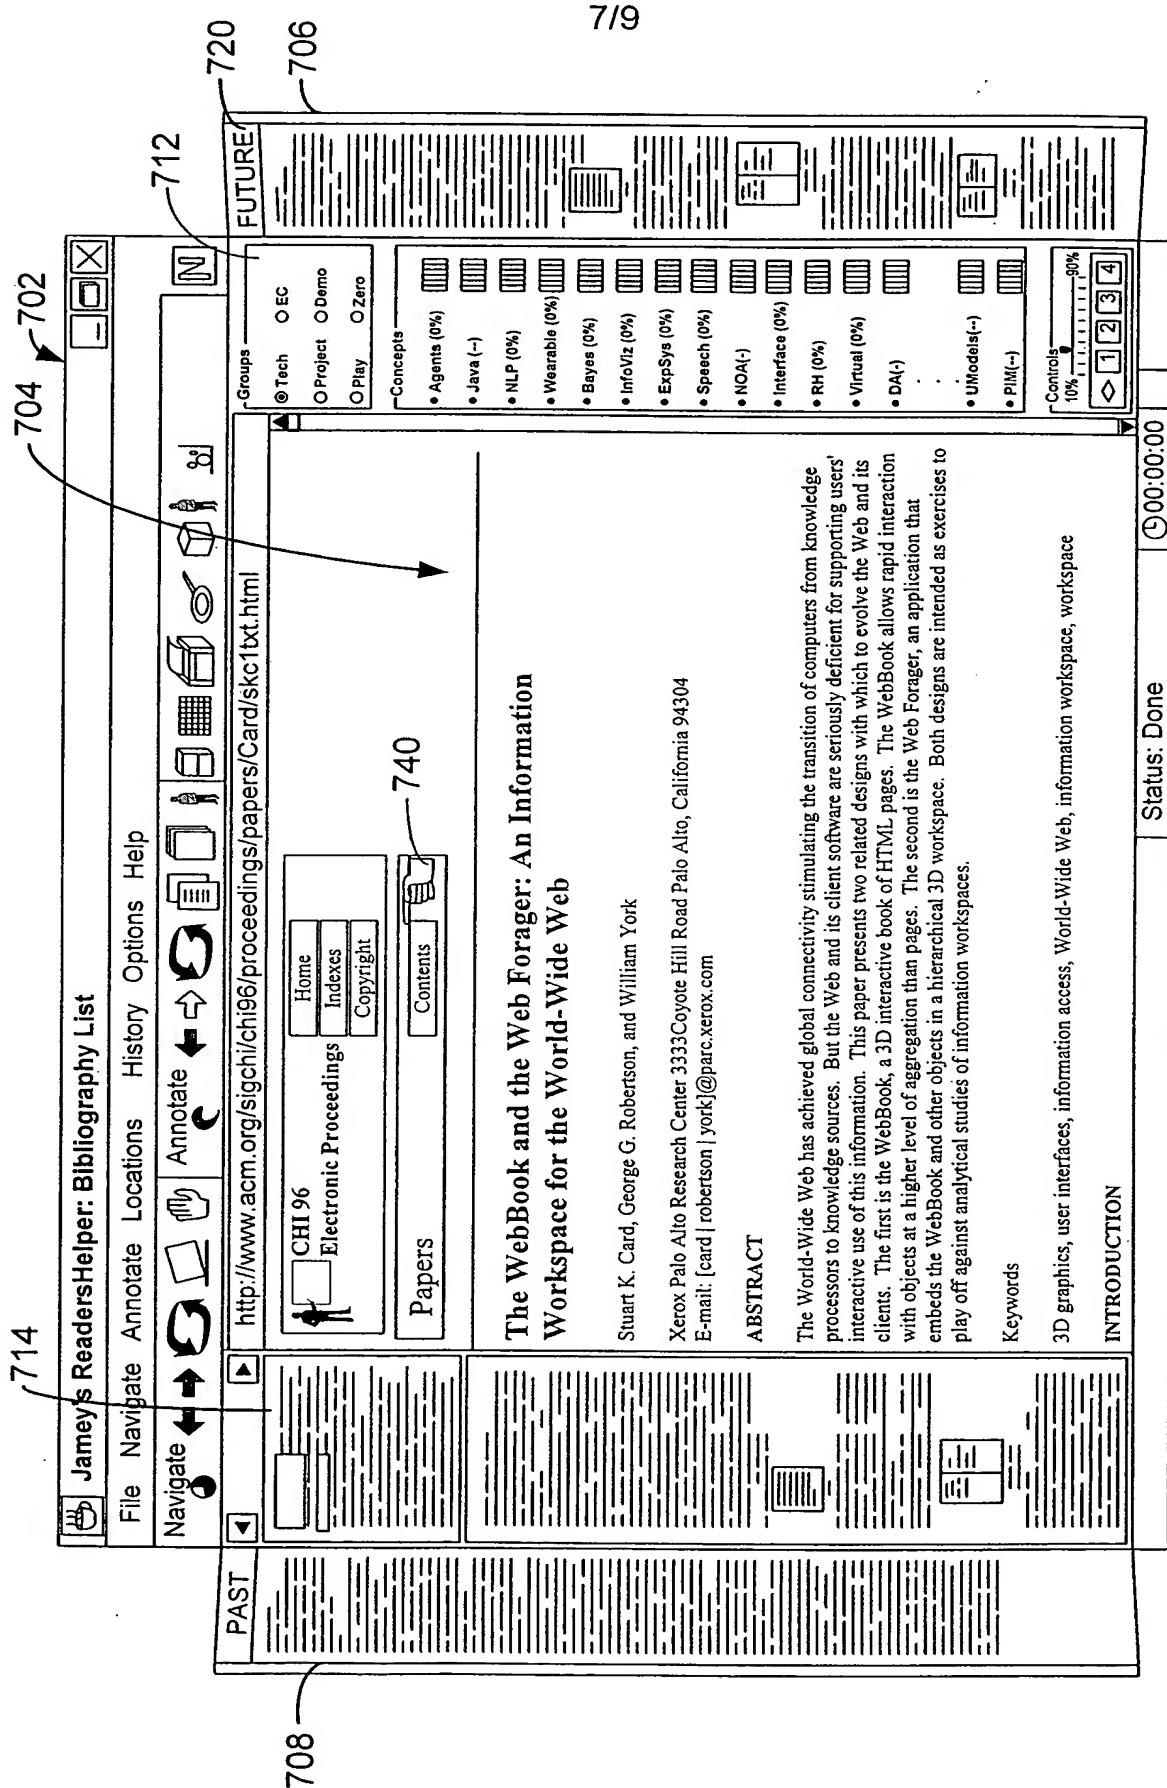 7/9
702
704
714
712
720
706
708
740
Jamey's ReadersHelper: Bibliography List
File Navigate Annotate Locations History Options Help
Navigate
Annotate
N
http://www.acm.org/sigchi/chi96/proceedings/papers/Card/skc1txt.html
PAST
FUTURE
CHI 96
Electronic Proceedings
Home
Indexes
Copyright
Papers
Contents
The WebBook and the Web Forager: An Information
Workspace for the World-Wide Web
Stuart K. Card, George G. Robertson, and William York
Xerox Palo Alto Research Center 3333Coyote Hill Road Palo Alto, California 94304
E-mail: [card | robertson | york]@parc.xerox.com
ABSTRACT
The World-Wide Web has achieved global connectivity stimulating the transition of computers from knowledge
processors to knowledge sources. But the Web and its client software are seriously deficient for supporting users'
interactive use of this information. This paper presents two related designs with which to evolve the Web and its
clients. The first is the WebBook, a 3D interactive book of HTML pages. The WebBook allows rapid interaction
with objects at a higher level of aggregation than pages. The second is the Web Forager, an application that
embeds the WebBook and other objects in a hierarchical 3D workspace. Both designs are intended as exercises to
play off against analytical studies of information workspaces.
Keywords
3D graphics, user interfaces, information access, World-Wide Web, information workspace, workspace
INTRODUCTION
Groups
Tech EC
Project Demo
Play Zero
Concepts
• Agents (0%)
• Java (--)
• NLP (0%)
• Wearable (0%)
• Bayes (0%)
• InfoViz (0%)
• ExpSys (0%)
• Speech (0%)
• NOA(-)
• Interface (0%)
• RH (0%)
• Virtual (0%)
• DA(-)
• UModels(--)
• PIM(--)
Controls
10% 90%
1 2 3 4
Status: Done
00:00:00